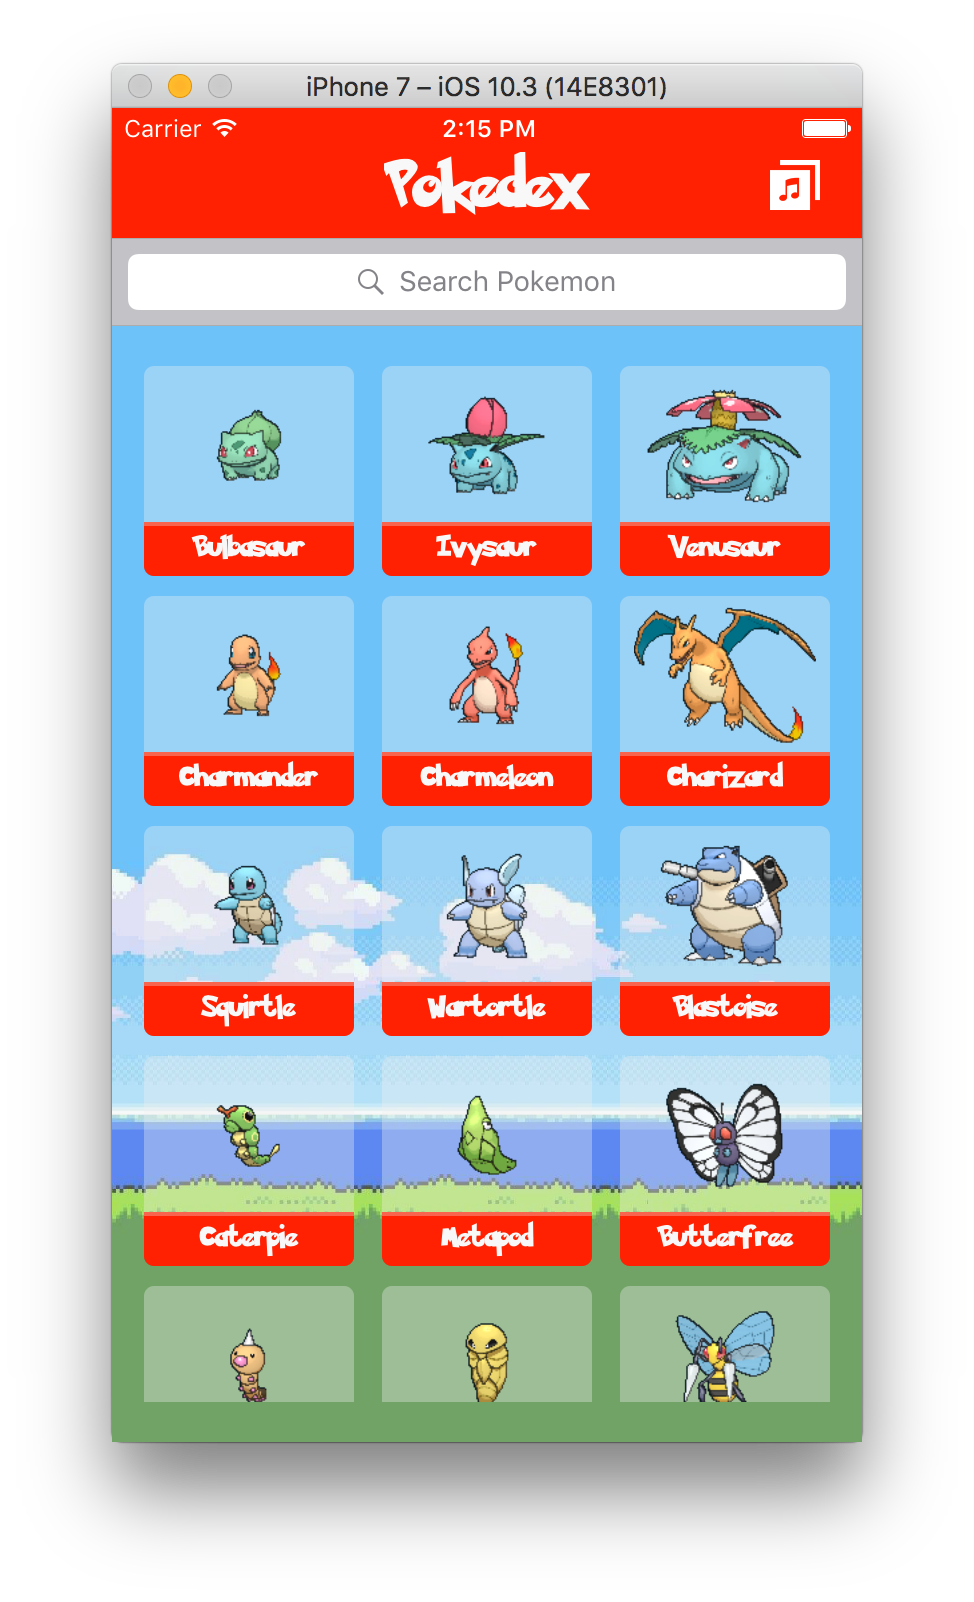 iPhone 7 – iOS 10.3 (14E8301)
Carrier 2:15 PM
Pokedex
Search Pokemon
Bulbasaur Ivysaur Venusaur
Charmander Charmeleon Charizard
Squirtle Wartortle Blastoise
Caterpie Metapod Butterfree